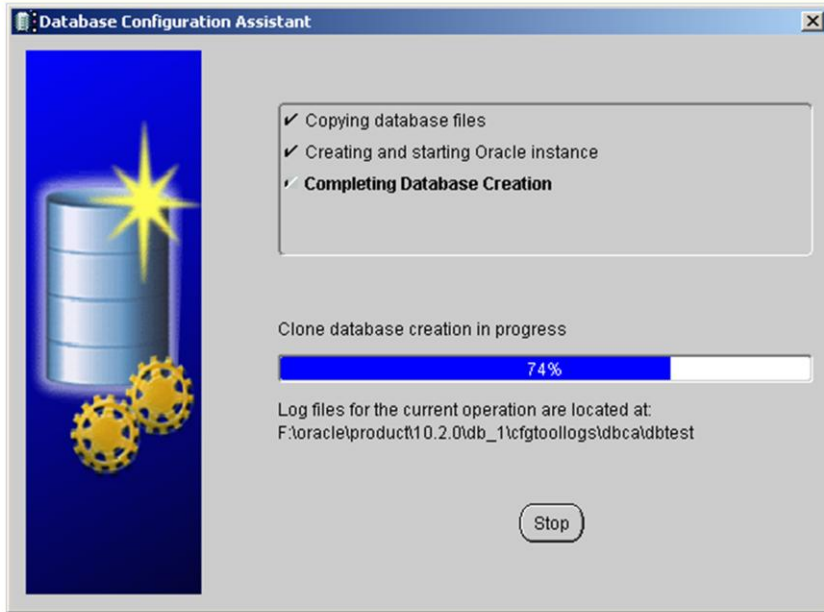 Database Configuration Assistant
Copying database files
Creating and starting Oracle instance
Completing Database Creation
Clone database creation in progress
74%
Log files for the current operation are located at:
F:\oracle\product\10.2.0\db_1\cfgtoollogs\dbca\dbtest
Stop